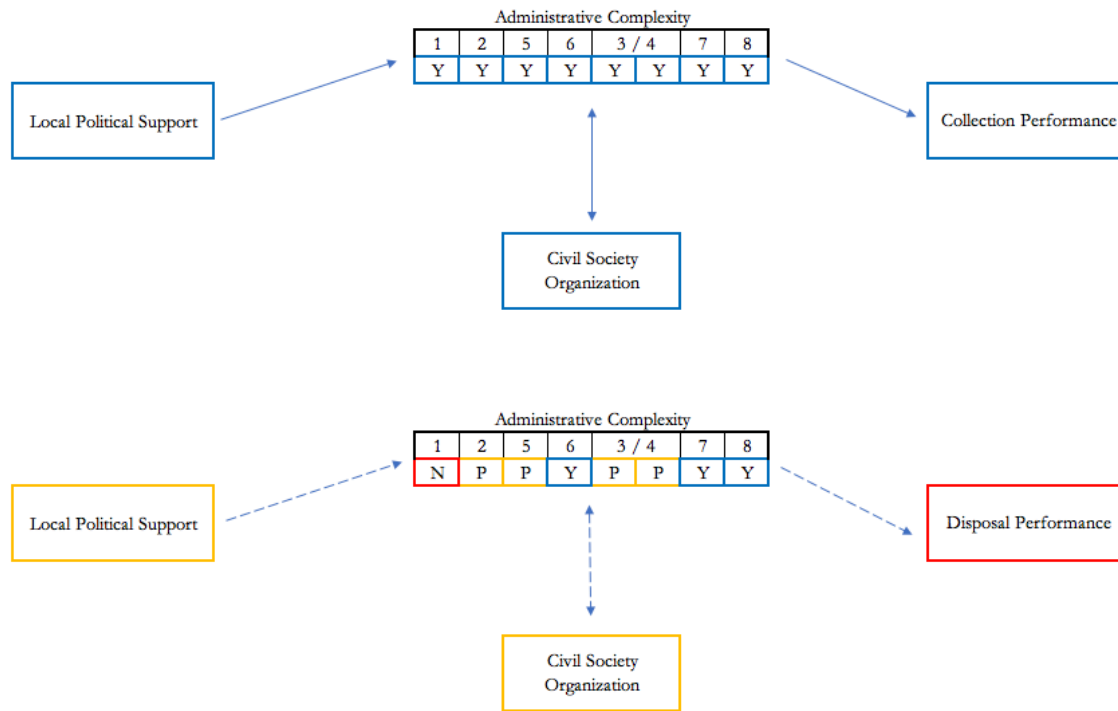 Administrative Complexity
1 2 5 6 3 / 4 7 8
Y Y Y Y Y Y Y Y
Local Political Support
Collection Performance
Civil Society
Organization
Administrative Complexity
1 2 5 6 3 / 4 7 8
N P P Y P P Y Y
Local Political Support
Disposal Performance
Civil Society
Organization